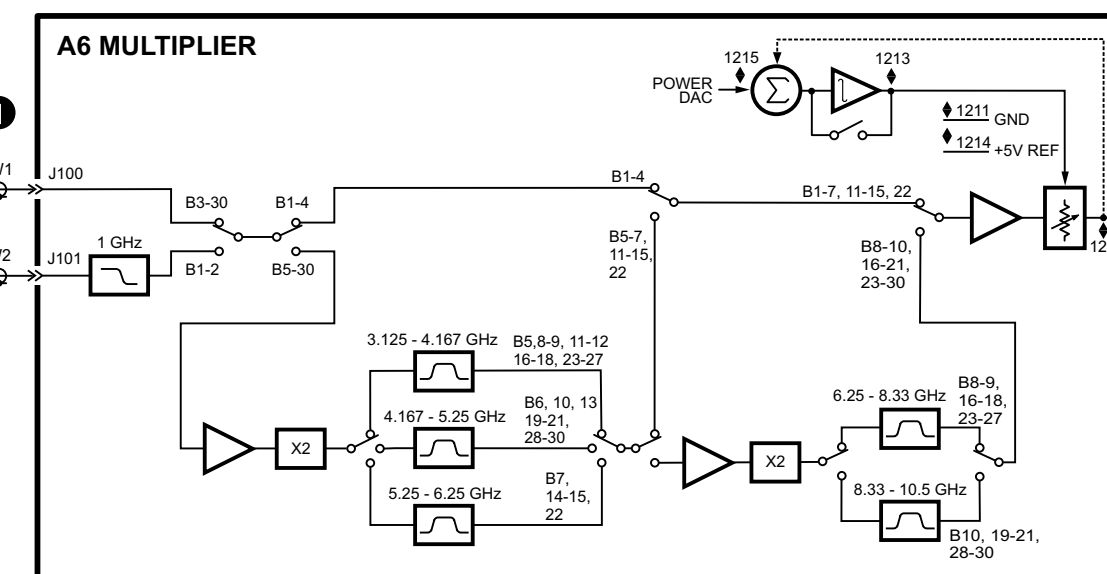 A6 MULTIPLIER
1215
1213
POWER
DAC
Σ
1211 GND
1214 +5V REF
J100
B3-30
B1-4
B1-4
B1-7, 11-15, 22
1 GHz
J101
B1-2
B5-30
B5-7,
11-15,
22
B8-10,
16-21,
23-30
3.125 - 4.167 GHz
B5,8-9, 11-12
16-18, 23-27
4.167 - 5.25 GHz
B6, 10, 13
19-21,
28-30
X2
5.25 - 6.25 GHz
B7,
14-15,
22
X2
6.25 - 8.33 GHz
B8-9,
16-18,
23-27
8.33 - 10.5 GHz
B10, 19-21,
28-30